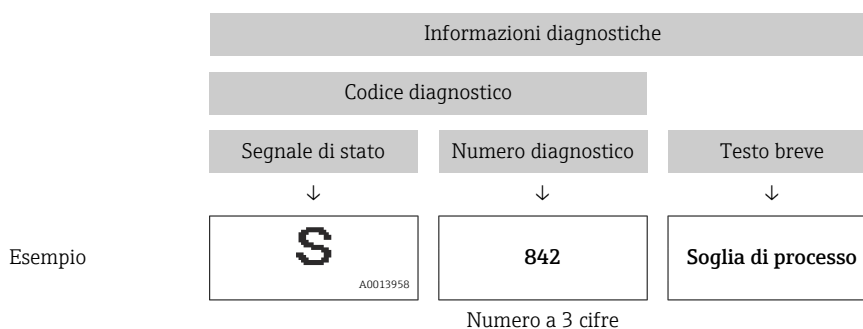 Informazioni diagnostiche
Codice diagnostico
Segnale di stato Numero diagnostico Testo breve
↓ ↓ ↓
Esempio S 842 Soglia di processo
A0013958
Numero a 3 cifre